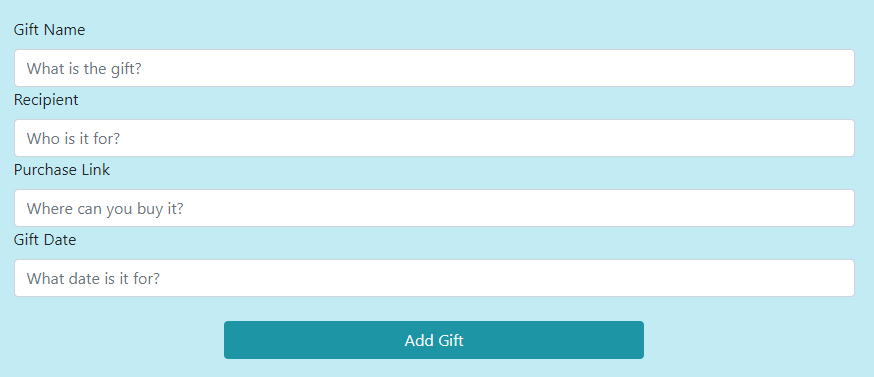 Gift Name
What is the gift?
Recipient
Who is it for?
Purchase Link
Where can you buy it?
Gift Date
What date is it for?
Add Gift